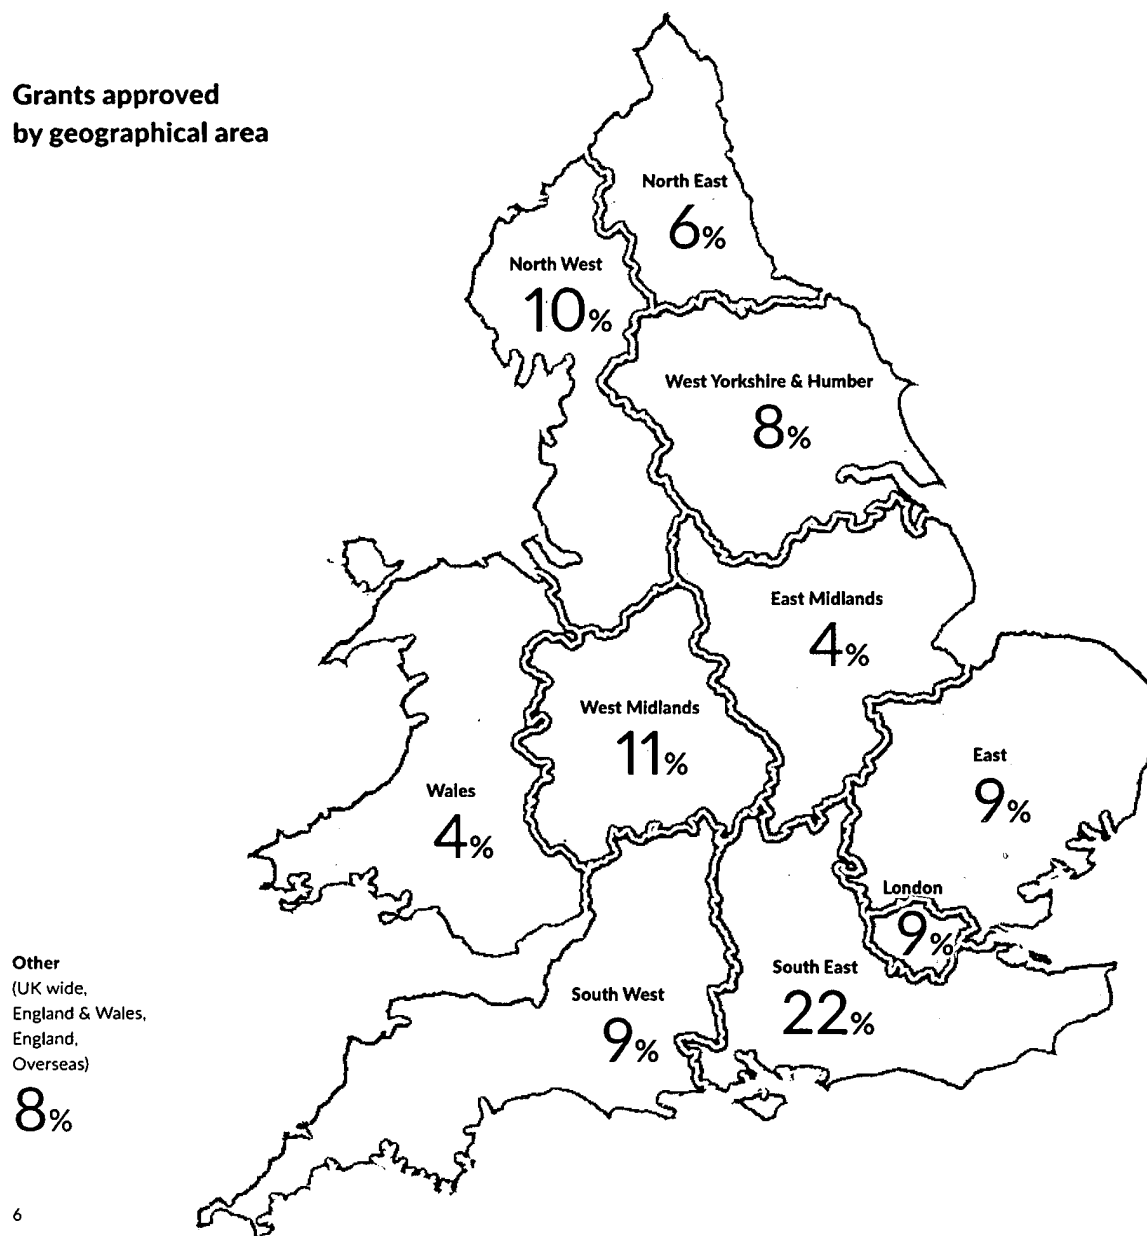 Grants approved
by geographical area
North East
6%
North West
10%
West Yorkshire & Humber
8%
East Midlands
4%
West Midlands
11%
East
9%
Wales
4%
London
9%
South East
22%
South West
9%
Other
(UK wide,
England & Wales,
England,
Overseas)
8%
6